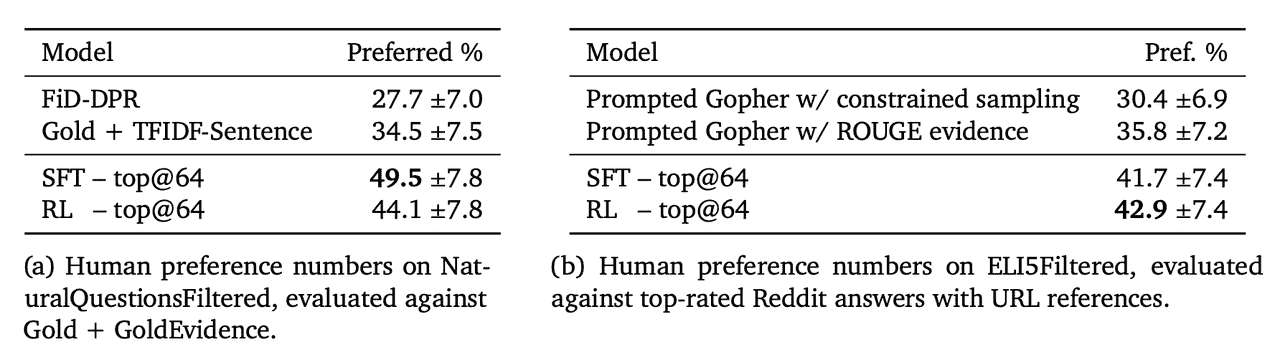 Model Preferred %
FiD-DPR 27.7 ±7.0
Gold + TFIDF-Sentence 34.5 ±7.5
SFT – top@64 49.5 ±7.8
RL – top@64 44.1 ±7.8
(a) Human preference numbers on Nat-
uralQuestionsFiltered, evaluated against
Gold + GoldEvidence.
Model Pref. %
Prompted Gopher w/ constrained sampling 30.4 ±6.9
Prompted Gopher w/ ROUGE evidence 35.8 ±7.2
SFT – top@64 41.7 ±7.4
RL – top@64 42.9 ±7.4
(b) Human preference numbers on ELI5Filtered, evaluated
against top-rated Reddit answers with URL references.